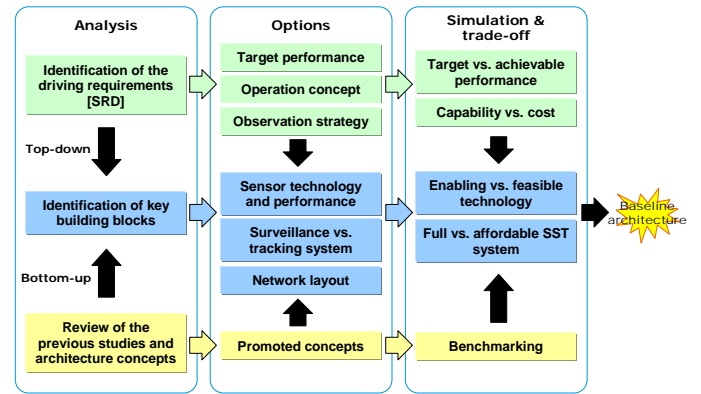 Analysis
Identification of the
driving requirements
[SRD]
Top-down
Identification of key
building blocks
Bottom-up
Review of the
previous studies and
architecture concepts
Options
Target performance
Operation concept
Observation strategy
Sensor technology
and performance
Surveillance vs.
tracking system
Network layout
Promoted concepts
Simulation &
trade-off
Target vs. achievable
performance
Capability vs. cost
Enabling vs. feasible
technology
Full vs. affordable SST
system
Benchmarking
Baseline
architecture